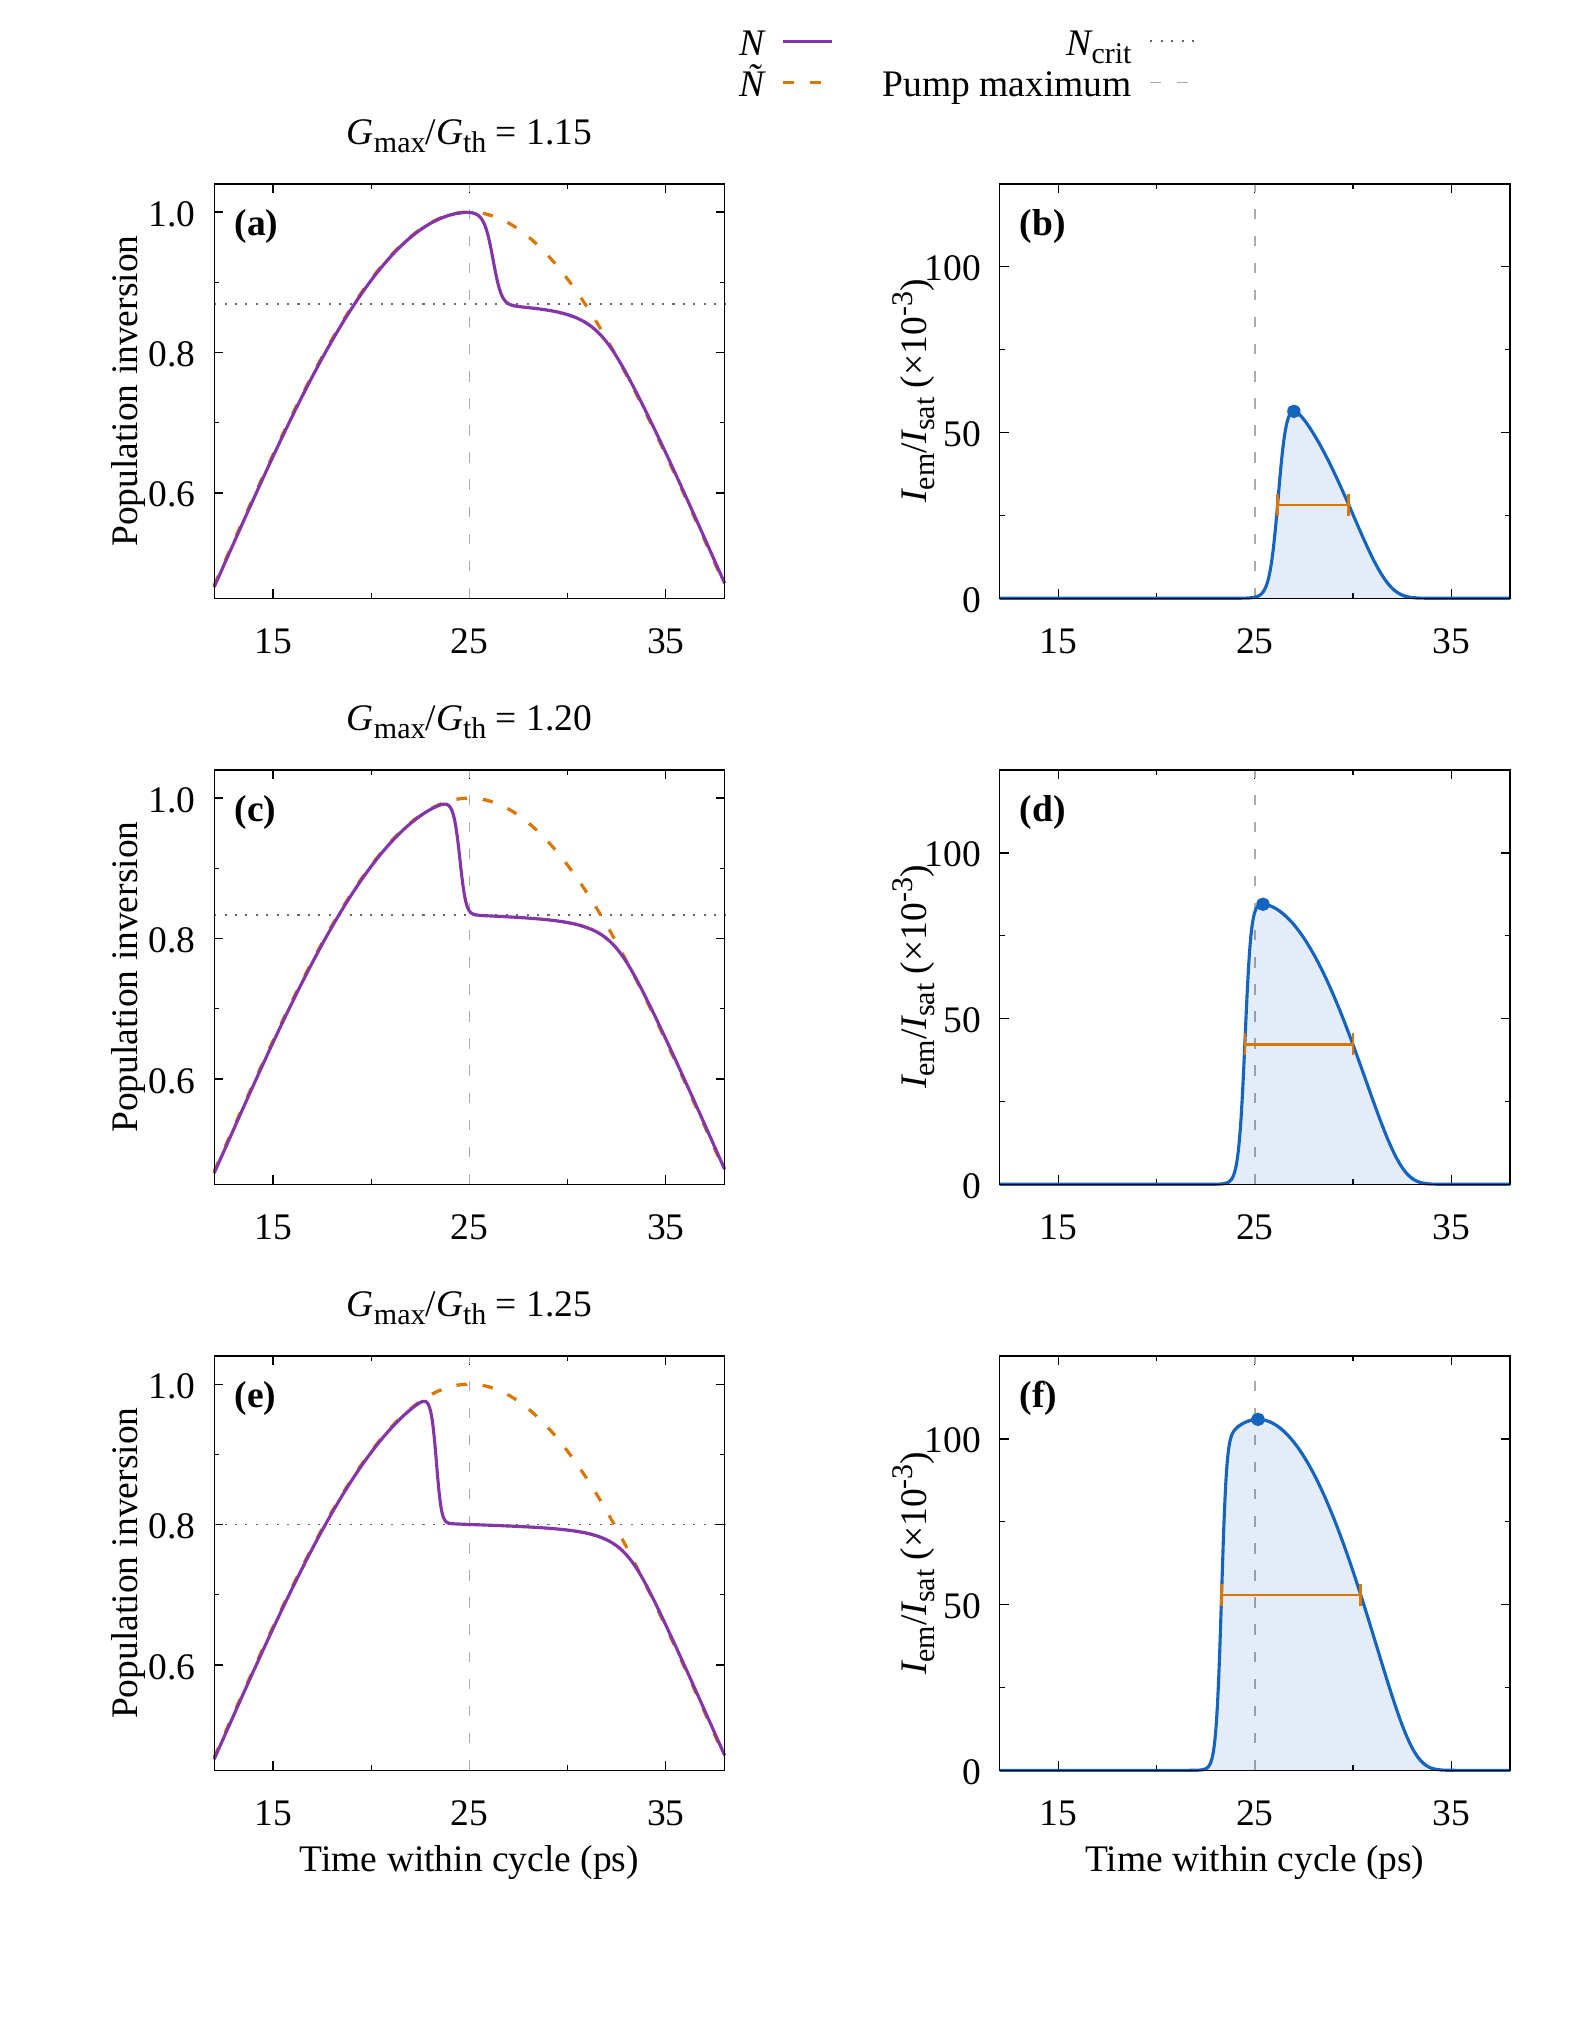 N
N_crit
Ñ
Pump maximum
G_max/G_th = 1.15
(a)
Population inversion
1.0
0.8
0.6
15 25 35
(b)
I_em/I_sat (×10^-3)
100
50
0
15 25 35
G_max/G_th = 1.20
(c)
Population inversion
1.0
0.8
0.6
15 25 35
(d)
I_em/I_sat (×10^-3)
100
50
0
15 25 35
G_max/G_th = 1.25
(e)
Population inversion
1.0
0.8
0.6
15 25 35
Time within cycle (ps)
(f)
I_em/I_sat (×10^-3)
100
50
0
15 25 35
Time within cycle (ps)